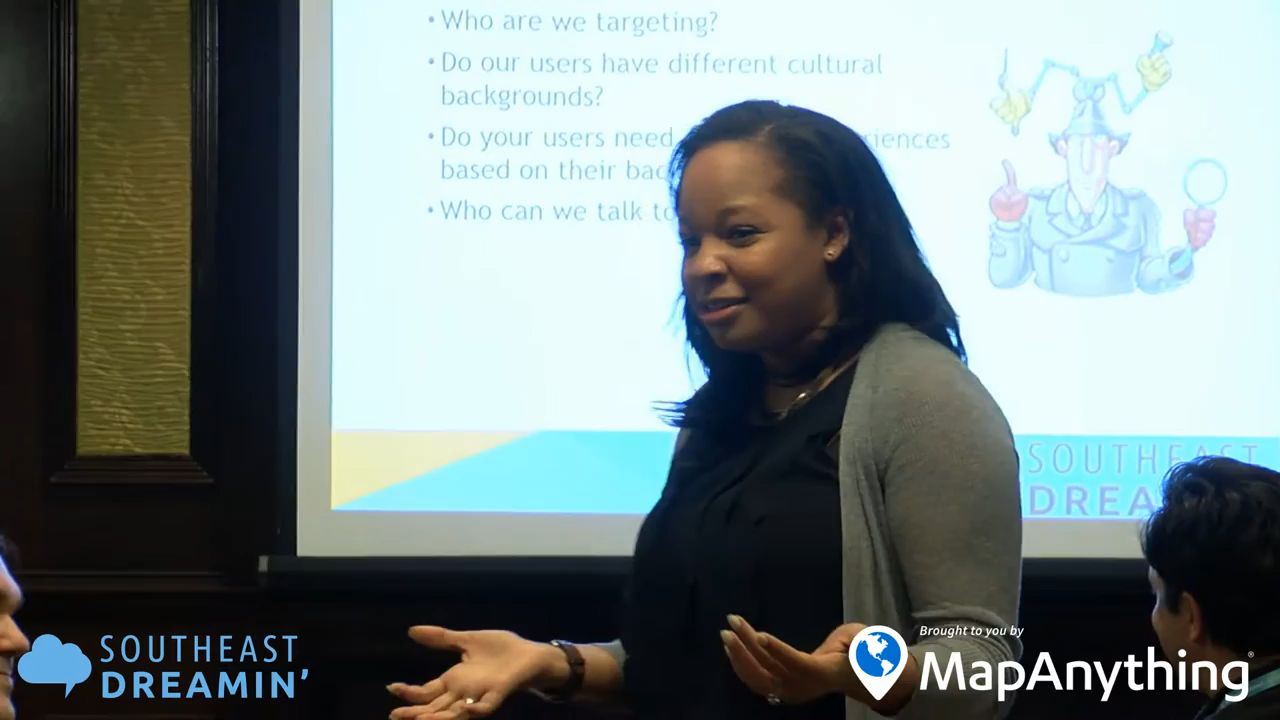 • Who are we targeting?
• Do our users have different cultural
backgrounds?
• Do your users need
based on their
• Who can we talk to
SOUTHEAST
SOUTHEAST
DREAMIN'
Brought to you by
MapAnything®